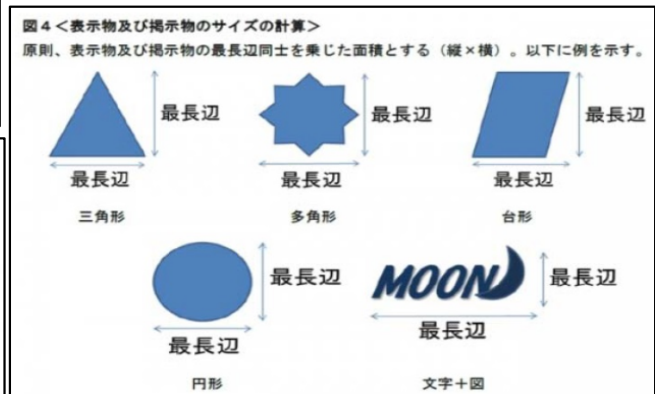 図4<表示物及び掲示物のサイズの計算>
原則、表示物及び掲示物の最長辺同士を乗じた面積とする（縦×横）。以下に例を示す。
最長辺 最長辺 最長辺
最長辺 最長辺 最長辺
三角形 多角形 台形
最長辺 MOON 最長辺
最長辺 最長辺
円形 文字+図